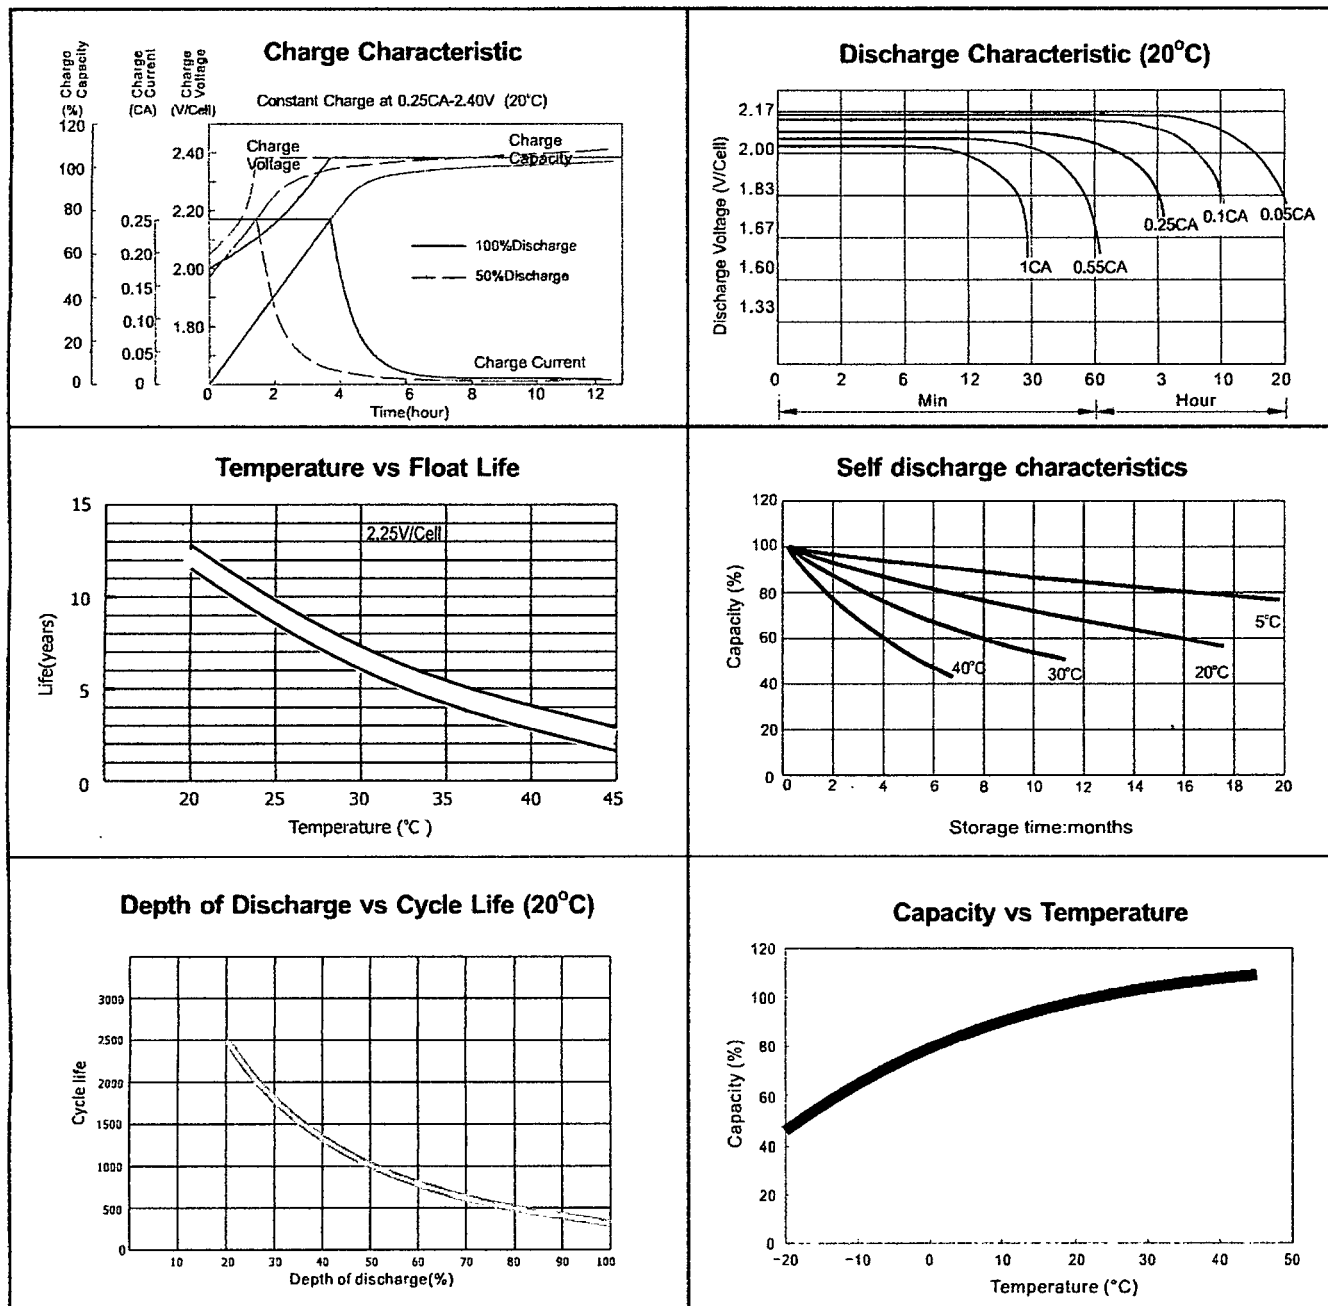 Charge Characteristic
Chargo Capacity
(%)
Charge Current
(CA)
Charge Voltage
(V/Cell)
Constant Charge at 0.25CA-2.40V (20°C)
120
100
80
60
40
20
0
0.25
0.20
0.15
0.10
0.05
0
2.40
2.20
2.00
1.80
Charge
Voltage
Charge
Capacity
100%Discharge
50%Discharge
Charge Current
0 2 4 6 8 10 12
Time(hour)
Discharge Characteristic (20°C)
Discharge Voltage (V/Cell)
2.17
2.00
1.83
1.67
1.60
1.33
1CA 0.55CA 0.25CA 0.1CA 0.05CA
0 2 6 12 30 60 3 10 20
Min Hour
Temperature vs Float Life
Life(years)
15
10
5
0
2.25V/Cell
20 25 30 35 40 45
Temperature (°C )
Self discharge characteristics
Capacity (%)
120
100
80
60
40
20
0
40°C 30°C 20°C 5°C
0 2 4 6 8 10 12 14 16 18 20
Storage time:months
Depth of Discharge vs Cycle Life (20°C)
Cycle life
3000
2500
2000
1500
1000
500
0
10 20 30 40 50 60 70 80 90 100
Depth of discharge(%)
Capacity vs Temperature
Capacity (%)
120
100
80
60
40
20
0
-20 -10 0 10 20 30 40 50
Temperature (°C)